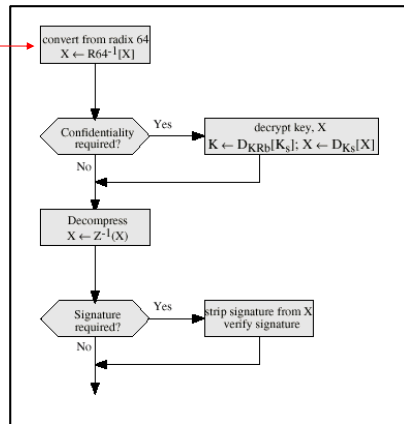 convert from radix 64
X ← R64⁻¹[X]
Confidentiality
required?
Yes
decrypt key, X
K ← D_KRb[K_s]; X ← D_Ks[X]
No
Decompress
X ← Z⁻¹(X)
Signature
required?
Yes
strip signature from X
verify signature
No